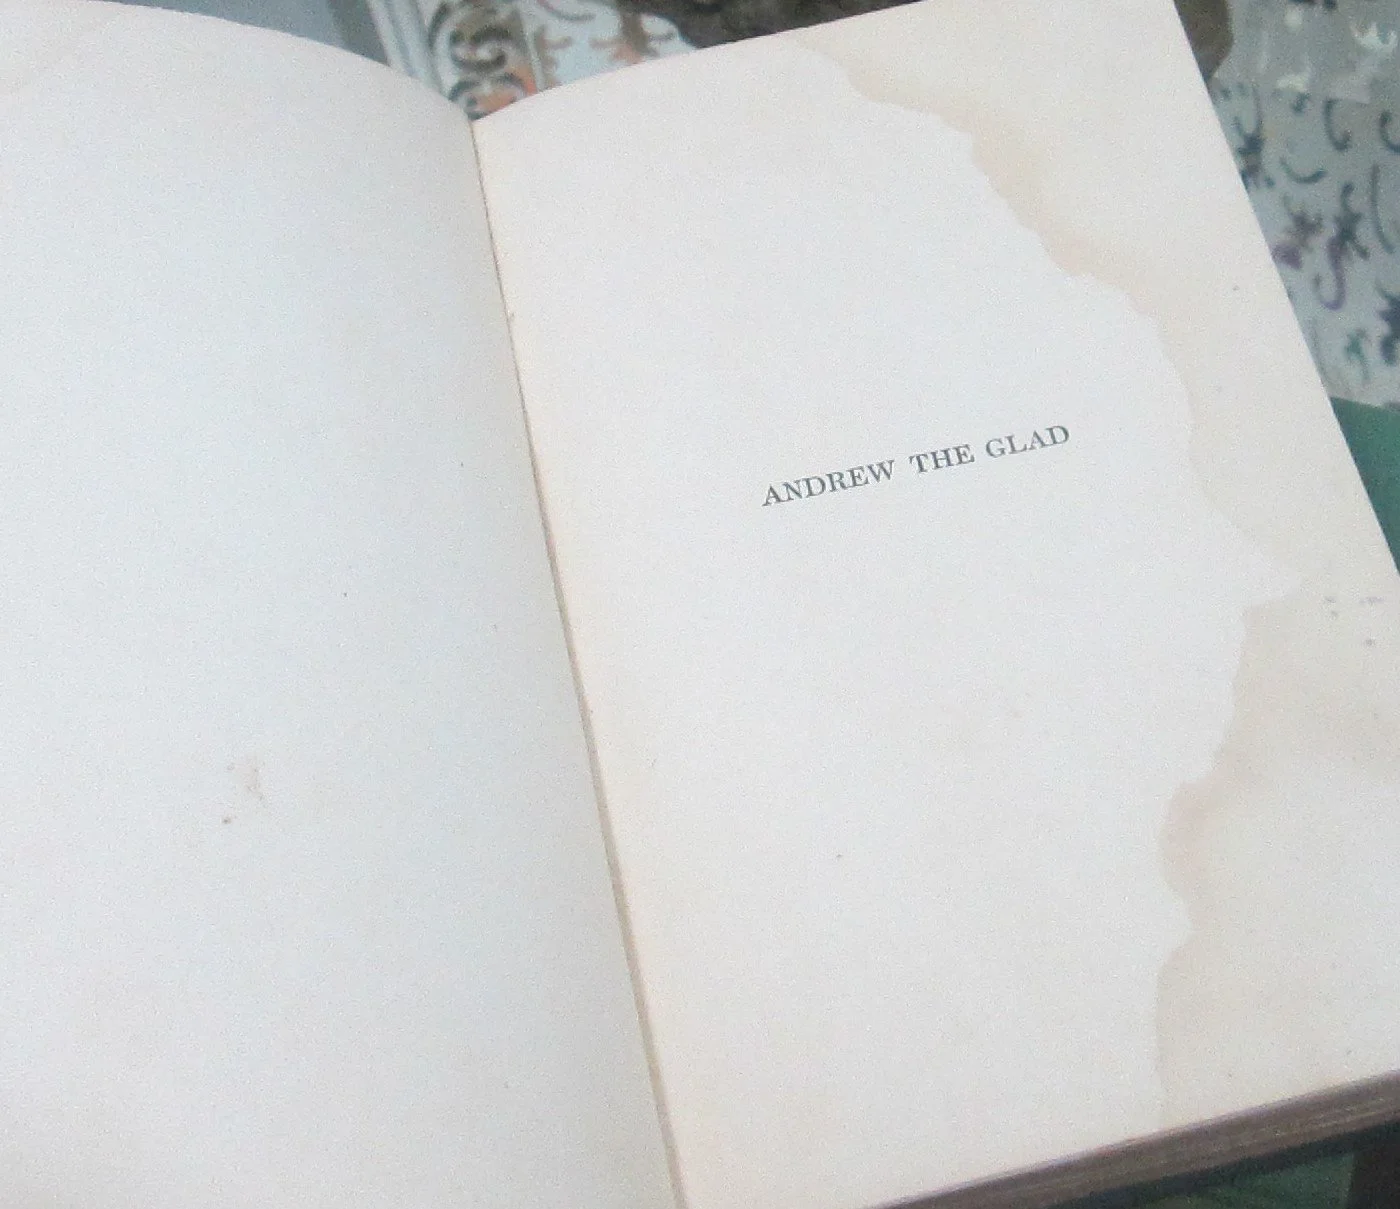 ANDREW THE GLAD